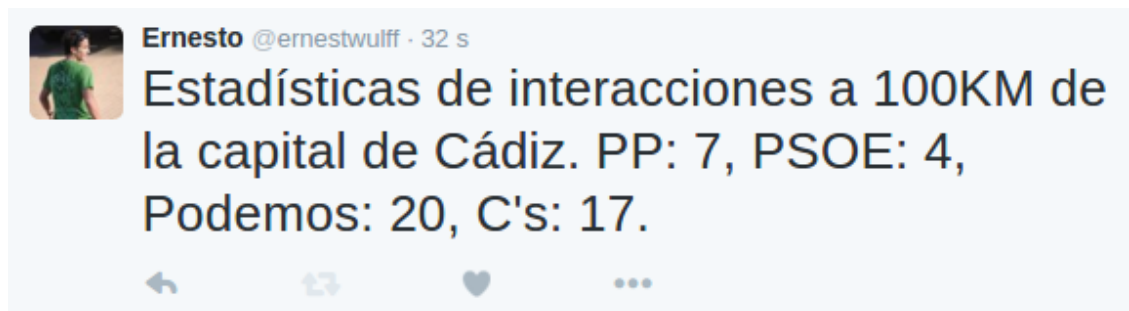 Ernesto @ernestwulff · 32 s
Estadísticas de interacciones a 100KM de
la capital de Cádiz. PP: 7, PSOE: 4,
Podemos: 20, C's: 17.